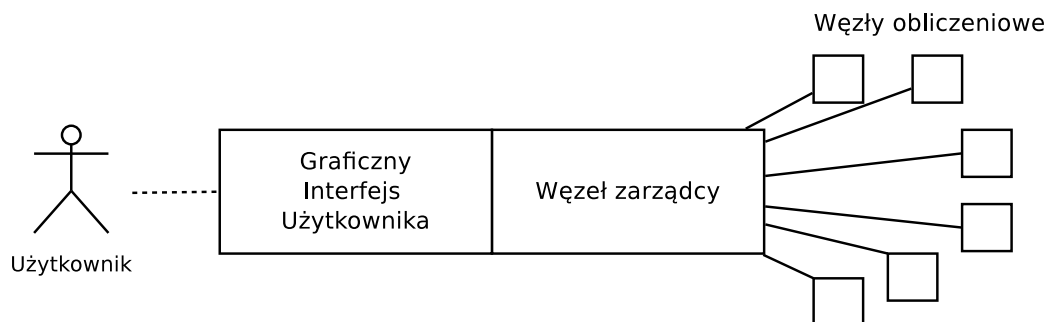 Węzły obliczeniowe
Graficzny
Interfejs
Użytkownika
Węzeł zarządcy
Użytkownik